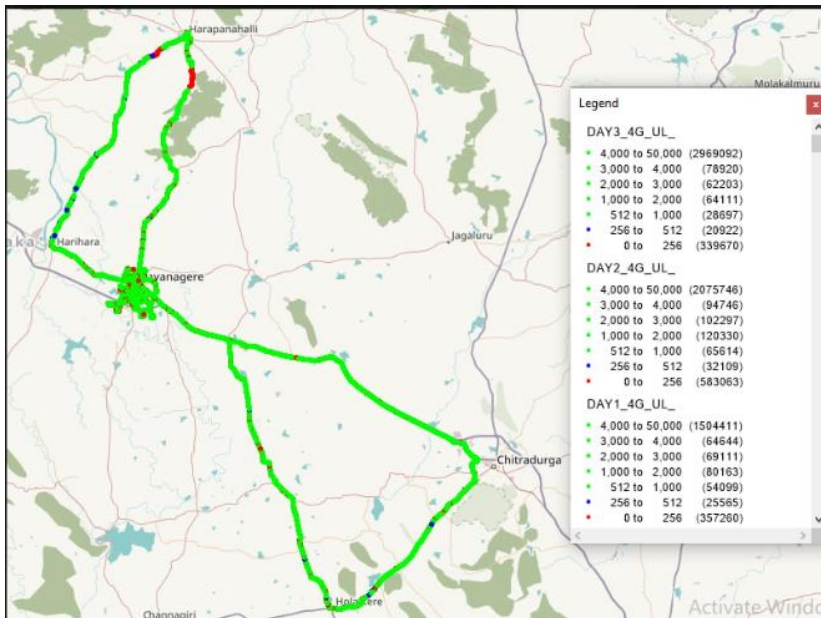 Harapanahalli
Molakalmuru
Legend
x
DAY3_4G_UL_
4,000 to 50,000 (2969092)
3,000 to 4,000 (78920)
2,000 to 3,000 (62203)
1,000 to 2,000 (64111)
512 to 1,000 (28697)
256 to 512 (20922)
0 to 256 (339670)
DAY2_4G_UL_
4,000 to 50,000 (2075746)
3,000 to 4,000 (94746)
2,000 to 3,000 (102297)
1,000 to 2,000 (120330)
512 to 1,000 (65614)
256 to 512 (32109)
0 to 256 (583063)
DAY1_4G_UL_
4,000 to 50,000 (1504411)
3,000 to 4,000 (64644)
2,000 to 3,000 (69111)
1,000 to 2,000 (80163)
512 to 1,000 (54099)
256 to 512 (25565)
0 to 256 (357260)
Jagaluru
akas
Harihara
vanagere
Chitradurga
Channagiri
Activate Windo